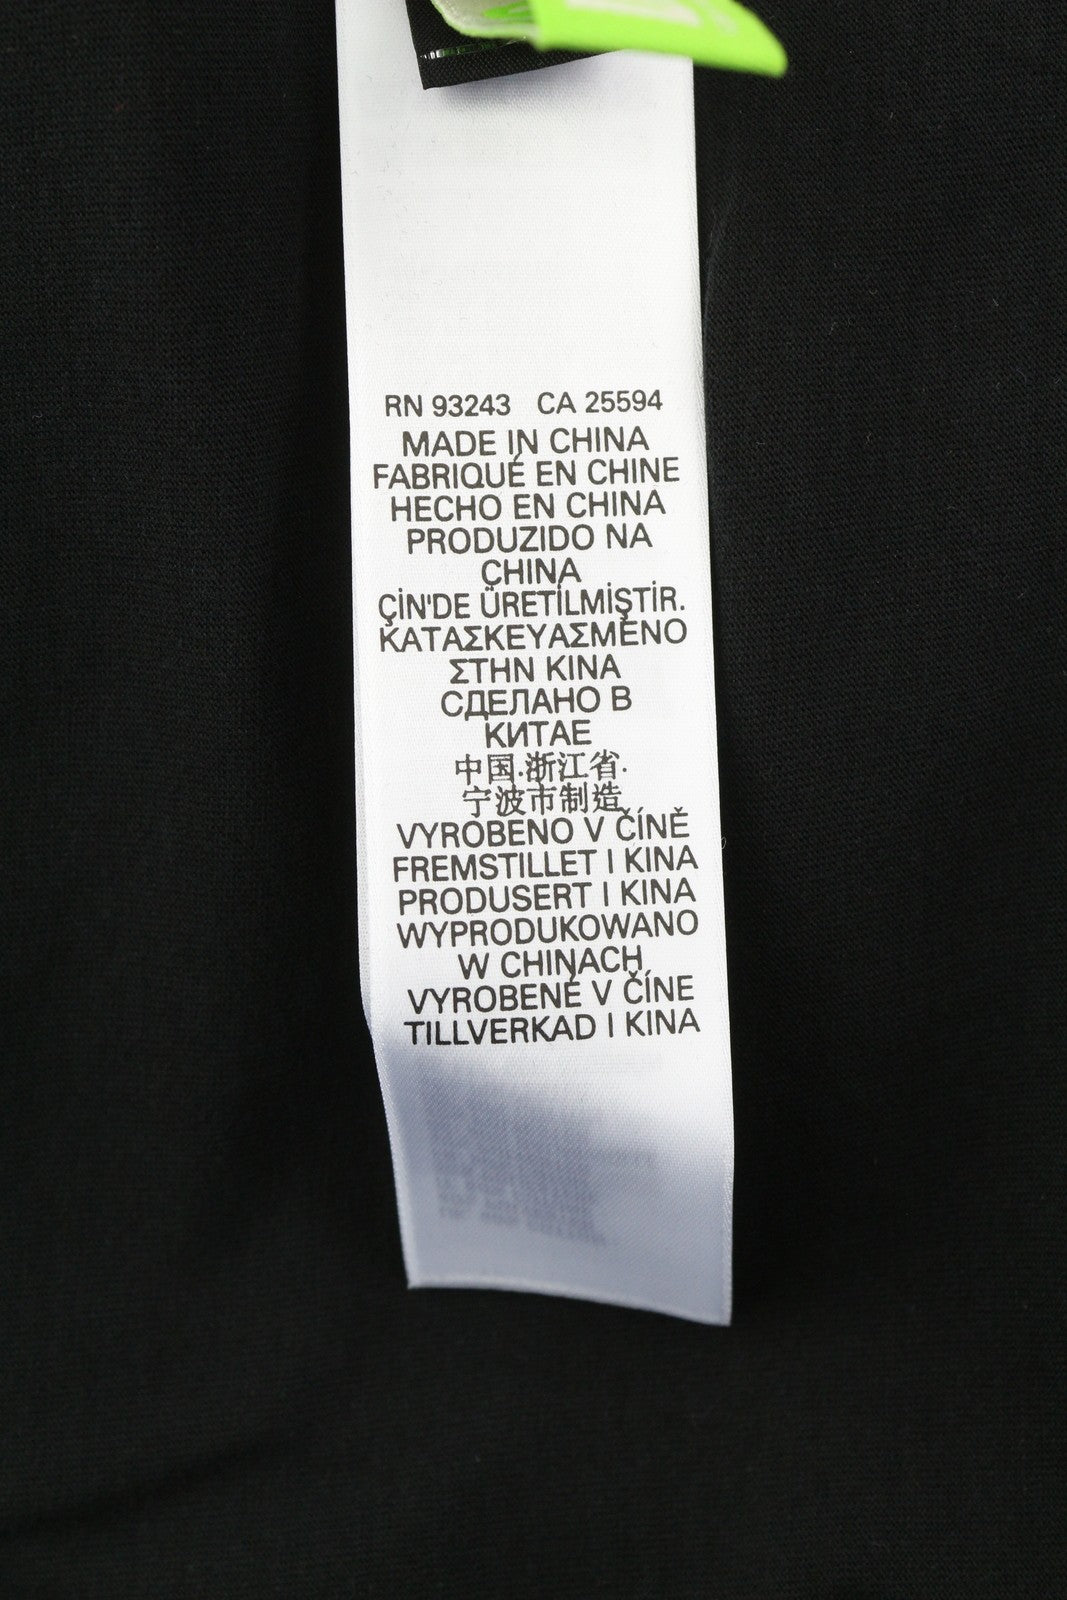 RN 93243 CA 25594
MADE IN CHINA
FABRIQUÉ EN CHINE
HECHO EN CHINA
PRODUZIDO NA
CHINA
ÇİN'DE ÜRETİLMİŞTİR.
ΚΑΤΑΣΚΕΥΑΣΜΕΝΟ
ΣΤΗΝ ΚΙΝΑ
СДЕЛАНО В
КИТАЕ
中国.浙江省.
宁波市制造
VYROBENO V ČÍNĚ
FREMSTILLET I KINA
PRODUSERT I KINA
WYPRODUKOWANO
W CHINACH
VYROBENÉ V ČÍNE
TILLVERKAD I KINA